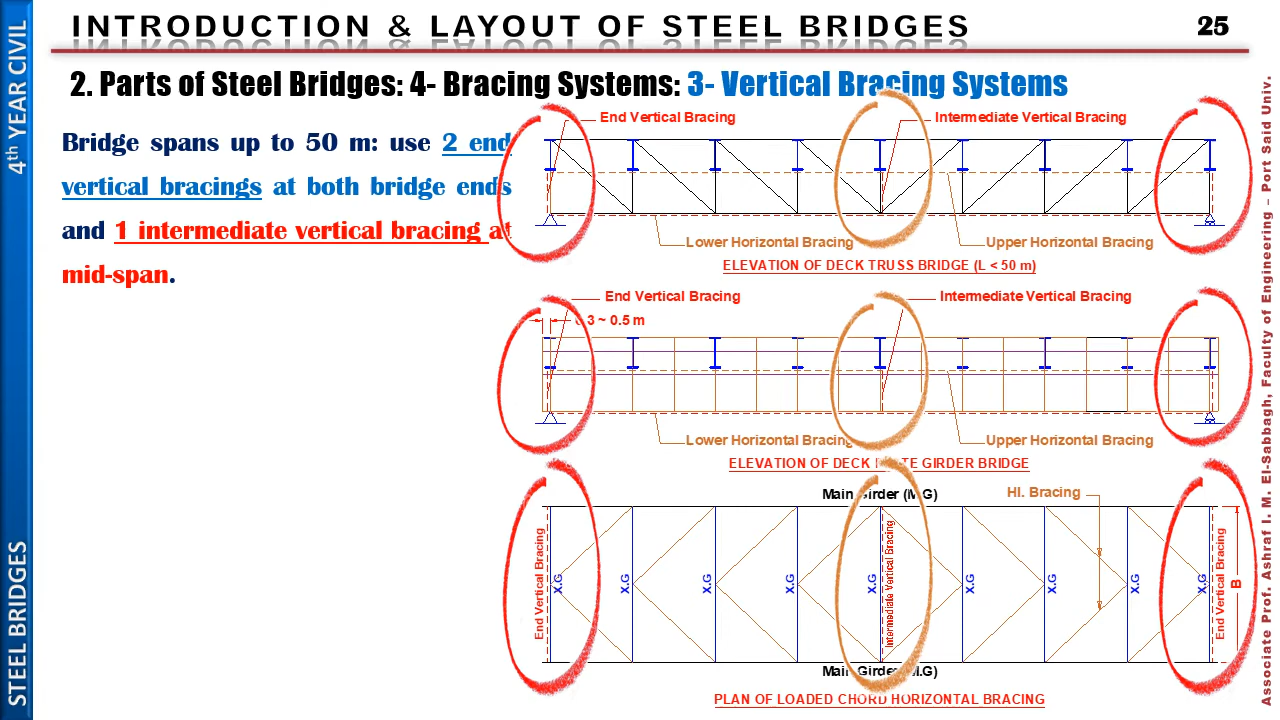 INTRODUCTION & LAYOUT OF STEEL BRIDGES
25
4th YEAR CIVIL
STEEL BRIDGES
2. Parts of Steel Bridges: 4- Bracing Systems: 3- Vertical Bracing Systems
Bridge spans up to 50 m: use 2 end
vertical bracings at both bridge ends
and 1 intermediate vertical bracing at
mid-span.
End Vertical Bracing
Intermediate Vertical Bracing
Lower Horizontal Bracing
Upper Horizontal Bracing
ELEVATION OF DECK TRUSS BRIDGE (L < 50 m)
End Vertical Bracing
Intermediate Vertical Bracing
3 ~ 0.5 m
Lower Horizontal Bracing
Upper Horizontal Bracing
ELEVATION OF DECK PLATE GIRDER BRIDGE
Main Girder (M.G)
Hl. Bracing
End Vertical Bracing
X.G
X.G
X.G
X.G
X.G
Intermediate Vertical Bracing
X.G
X.G
X.G
X.G
End Vertical Bracing
B
Main Girder (M.G)
PLAN OF LOADED CHORD HORIZONTAL BRACING
Associate Prof. Ashraf I. M. El-Sabbagh, Faculty of Engineering – Port Said Univ.